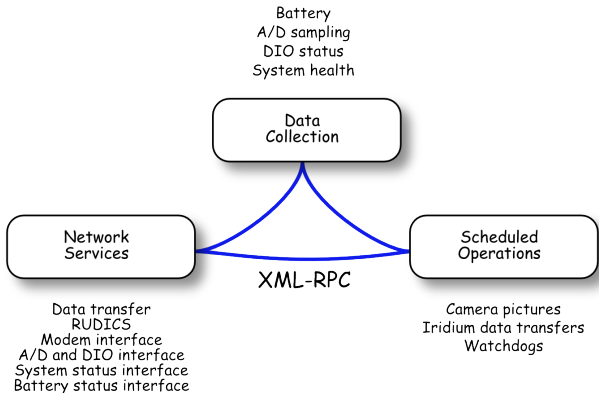 Battery
A/D sampling
DIO status
System health
Data
Collection
Network
Services
Scheduled
Operations
XML-RPC
Data transfer
RUDICS
Modem interface
A/D and DIO interface
System status interface
Battery status interface
Camera pictures
Iridium data transfers
Watchdogs